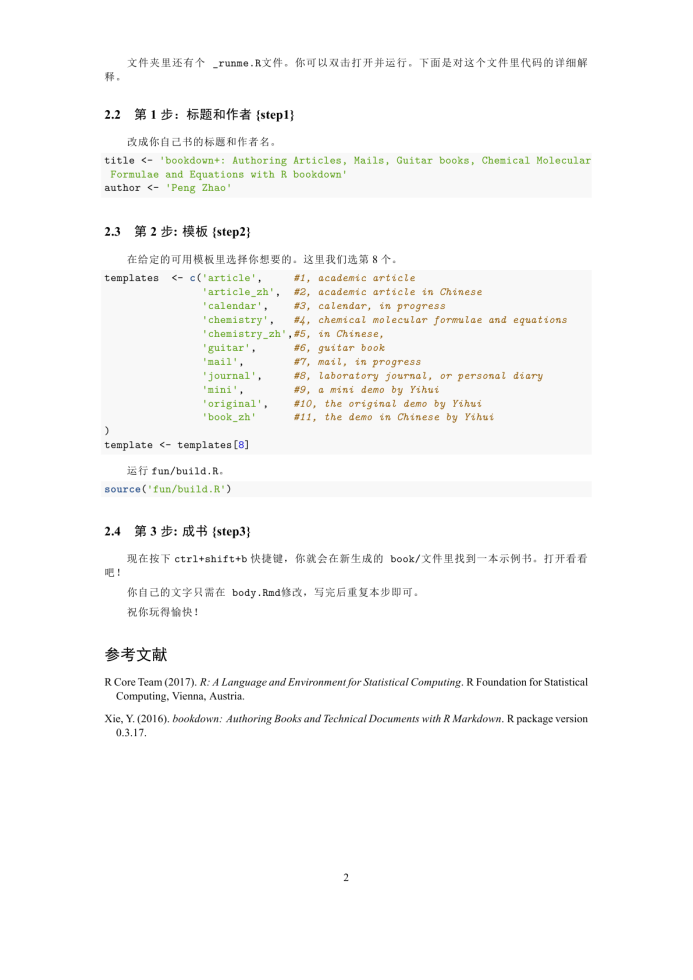 文件夹里还有个 _runme.R文件。你可以双击打开并运行。下面是对这个文件里代码的详细解
释。
2.2 第 1 步：标题和作者 {step1}
改成你自己书的标题和作者名。
title <- 'bookdown+: Authoring Articles, Mails, Guitar books, Chemical Molecular
Formulae and Equations with R bookdown'
author <- 'Peng Zhao'
2.3 第 2 步: 模板 {step2}
在给定的可用模板里选择你想要的。这里我们选第 8 个。
templates <- c('article', #1, academic article
'article_zh', #2, academic article in Chinese
'calendar', #3, calendar, in progress
'chemistry', #4, chemical molecular formulae and equations
'chemistry_zh',#5, in Chinese,
'guitar', #6, guitar book
'mail', #7, mail, in progress
'journal', #8, laboratory journal, or personal diary
'mini', #9, a mini demo by Yihui
'original', #10, the original demo by Yihui
'book_zh' #11, the demo in Chinese by Yihui
)
template <- templates[8]
运行 fun/build.R。
source('fun/build.R')
2.4 第 3 步: 成书 {step3}
现在按下 ctrl+shift+b 快捷键，你就会在新生成的 book/文件里找到一本示例书。打开看看
吧！
你自己的文字只需在 body.Rmd修改，写完后重复本步即可。
祝你玩得愉快！
参考文献
R Core Team (2017). R: A Language and Environment for Statistical Computing. R Foundation for Statistical
Computing, Vienna, Austria.
Xie, Y. (2016). bookdown: Authoring Books and Technical Documents with R Markdown. R package version
0.3.17.
2